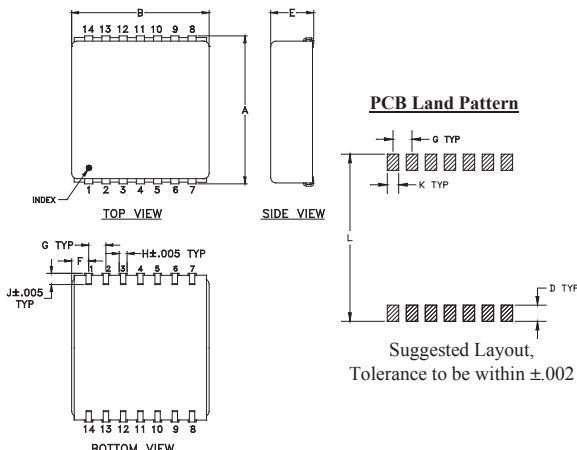 B
14 13 12 11 10 9 8
A
INDEX
1 2 3 4 5 6 7
TOP VIEW
E
SIDE VIEW
PCB Land Pattern
G TYP
K TYP
L
D TYP
Suggested Layout,
Tolerance to be within ±.002
G TYP
H±.005 TYP
F
1 2 3 4 5 6 7
J±.005
TYP
14 13 12 11 10 9 8
BOTTOM VIEW